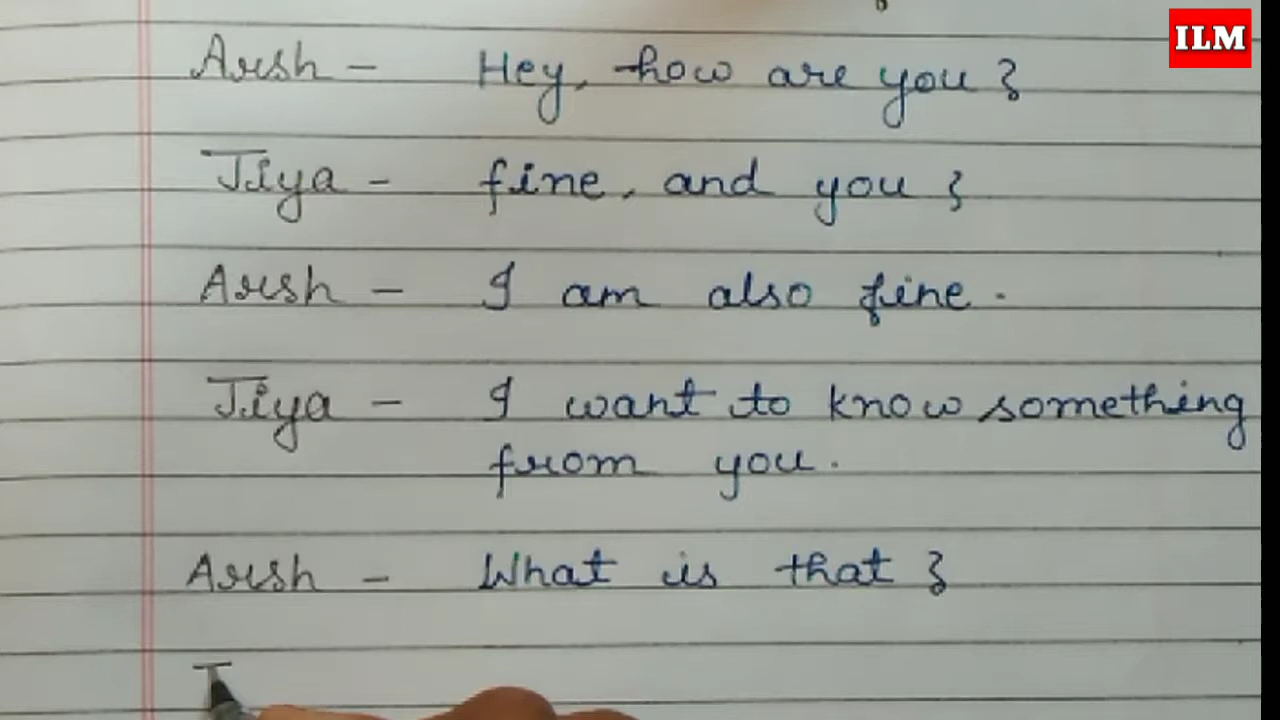 ILM
Arsh - Hey, how are you?
Jiya - fine, and you?
Arsh - I am also fine.
Jiya - I want to know something
from you.
Arsh - What is that?